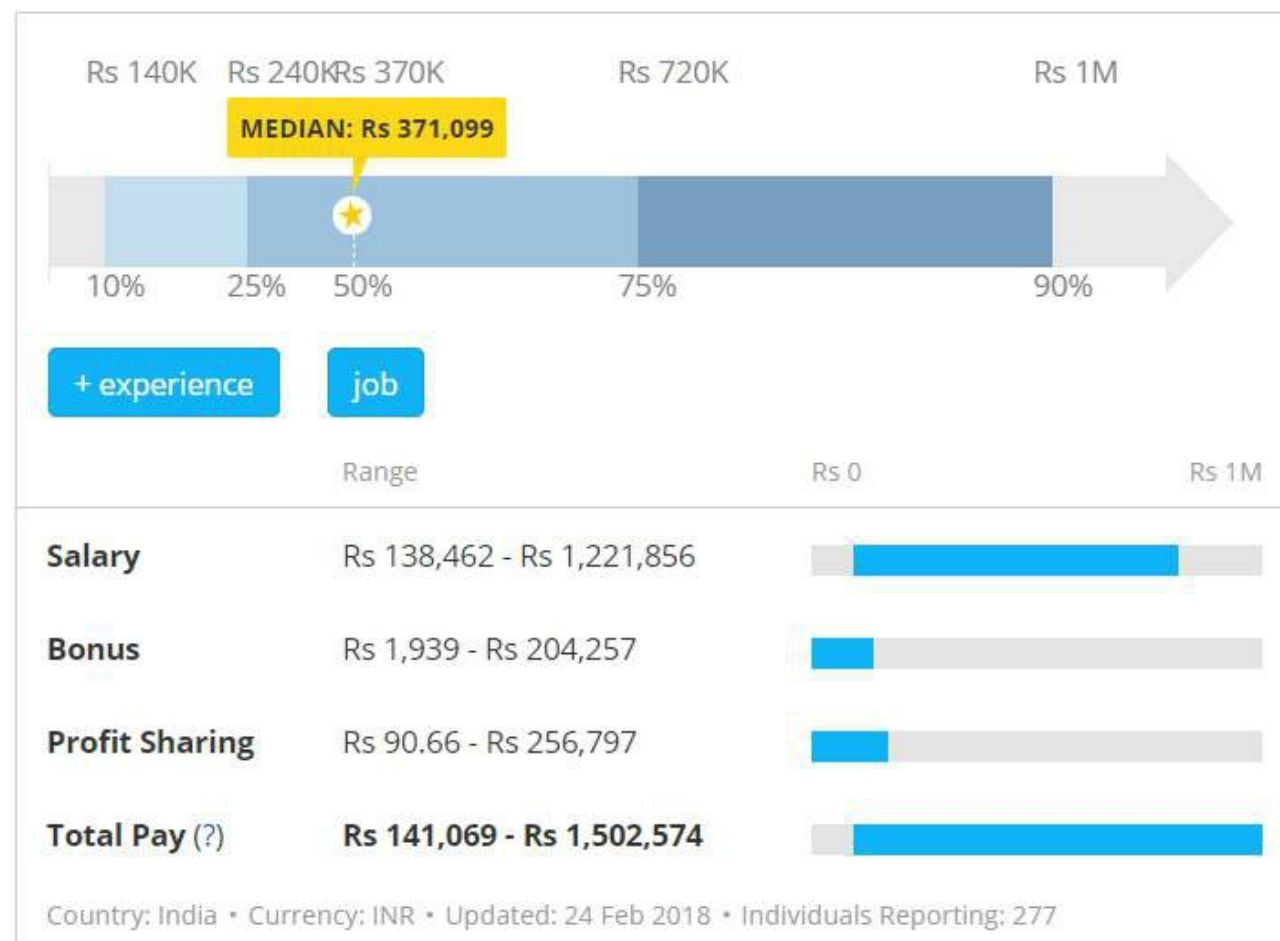 Rs 140K Rs 240K Rs 370K Rs 720K Rs 1M
MEDIAN: Rs 371,099
10% 25% 50% 75% 90%
+ experience job
Range Rs 0 Rs 1M
Salary Rs 138,462 - Rs 1,221,856
Bonus Rs 1,939 - Rs 204,257
Profit Sharing Rs 90.66 - Rs 256,797
Total Pay (?) Rs 141,069 - Rs 1,502,574
Country: India • Currency: INR • Updated: 24 Feb 2018 • Individuals Reporting: 277